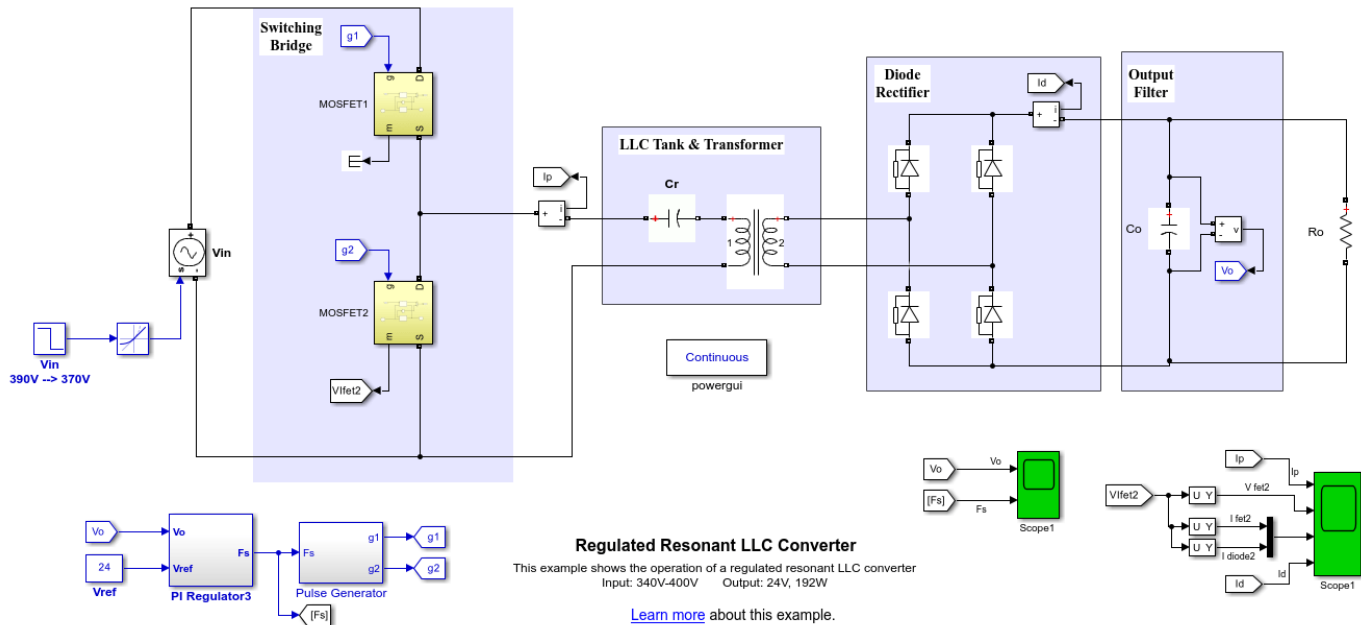 Switching
Bridge
g1
g
D
MOSFET1
m
S
Vin
s
g2
g
D
MOSFET2
m
S
VIfet2
Vin
390V --> 370V
Ip
+
i
-
LLC Tank & Transformer
Cr
1
2
Continuous
powergui
Diode
Rectifier
Id
+
i
-
Output
Filter
Co
+
-
v
Vo
Ro
Vo
Vo
24
Vref
Vref
Fs
PI Regulator3
Fs
g1
g2
Pulse Generator
g1
g2
[Fs]
Regulated Resonant LLC Converter
This example shows the operation of a regulated resonant LLC converter
Input: 340V-400V Output: 24V, 192W
Learn more about this example.
Vo
Vo
[Fs]
Fs
Scope1
Ip
Ip
VIfet2
U Y
V fet2
U Y
I fet2
U Y
I diode2
Id
Id
Scope1